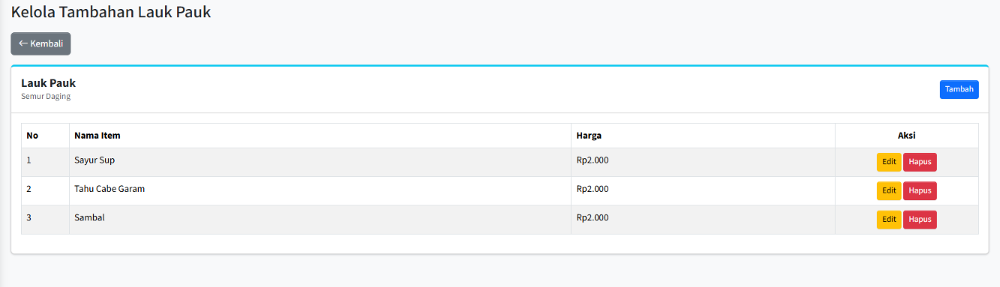 Kelola Tambahan Lauk Pauk
← Kembali
Lauk Pauk
Semur Daging
Tambah
No Nama Item Harga Aksi
1 Sayur Sup Rp2.000 Edit Hapus
2 Tahu Cabe Garam Rp2.000 Edit Hapus
3 Sambal Rp2.000 Edit Hapus